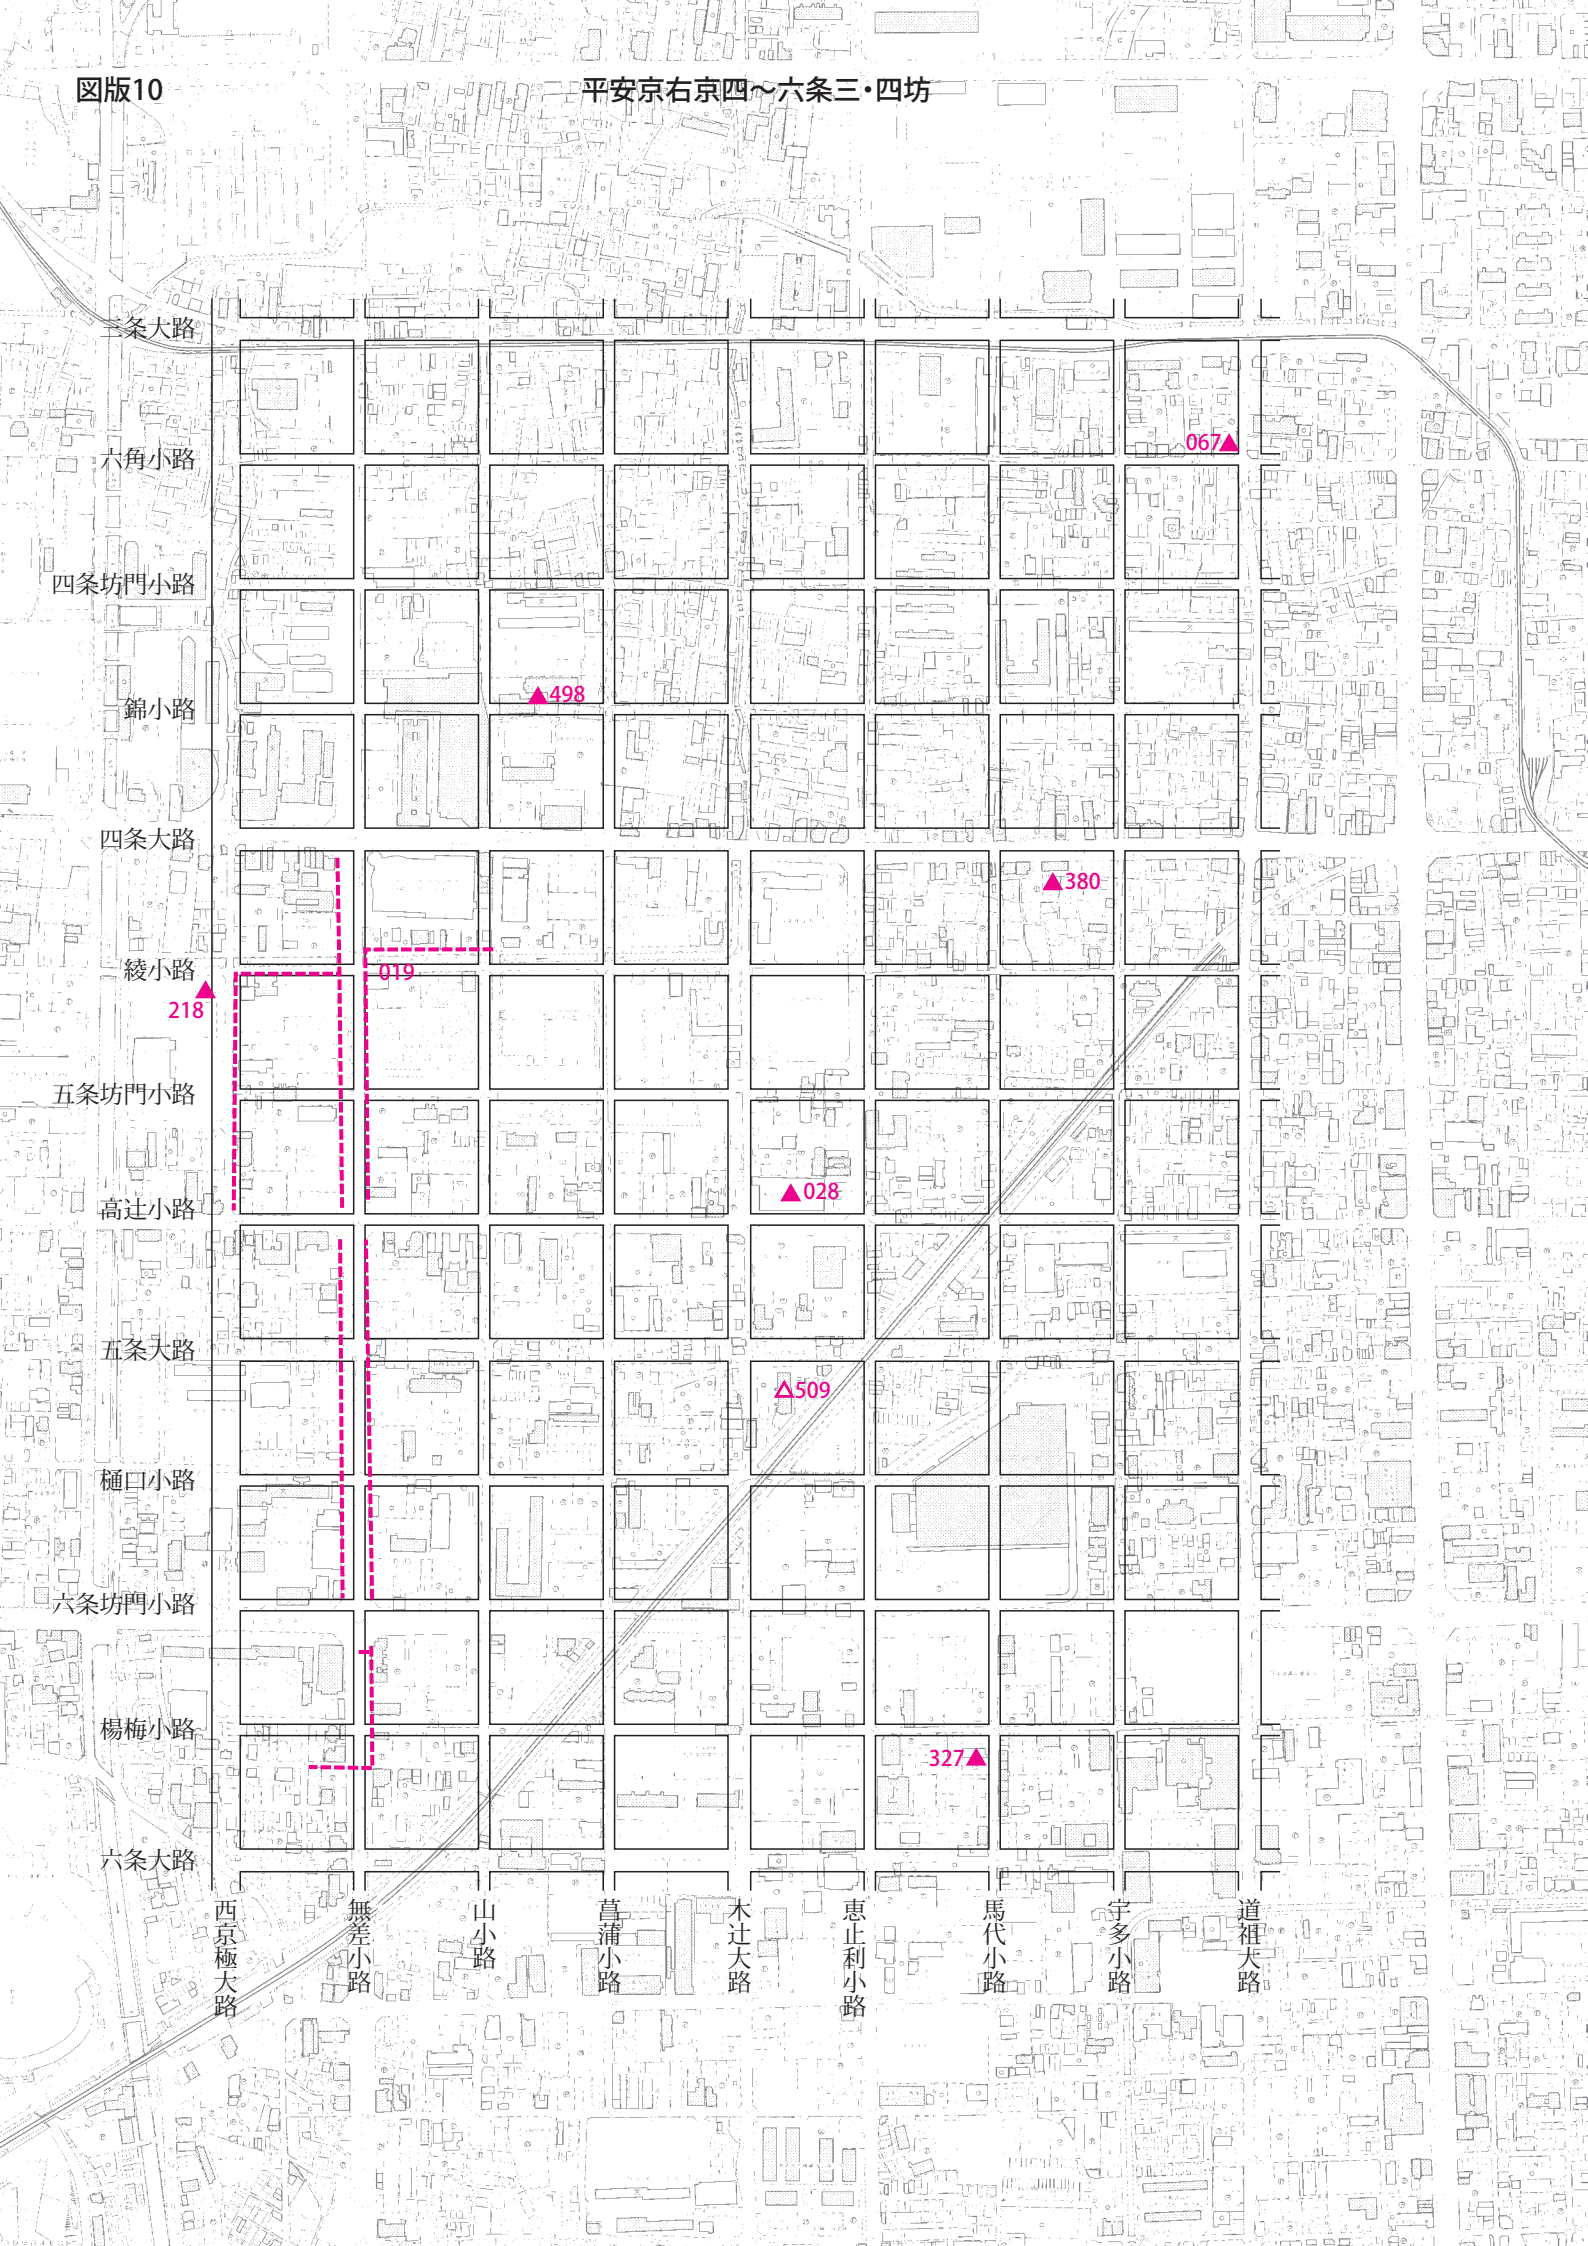 図版10
平安京右京四～六条三・四坊
三条大路
067
六角小路
四条坊門小路
498
錦小路
四条大路
380
綾小路
019
218
五条坊門小路
028
高辻小路
五条大路
509
樋口小路
六条坊門小路
楊梅小路
327
六条大路
西京極大路
無差小路
山小路
菖蒲小路
木辻大路
恵止利小路
馬代小路
宇多小路
道祖大路